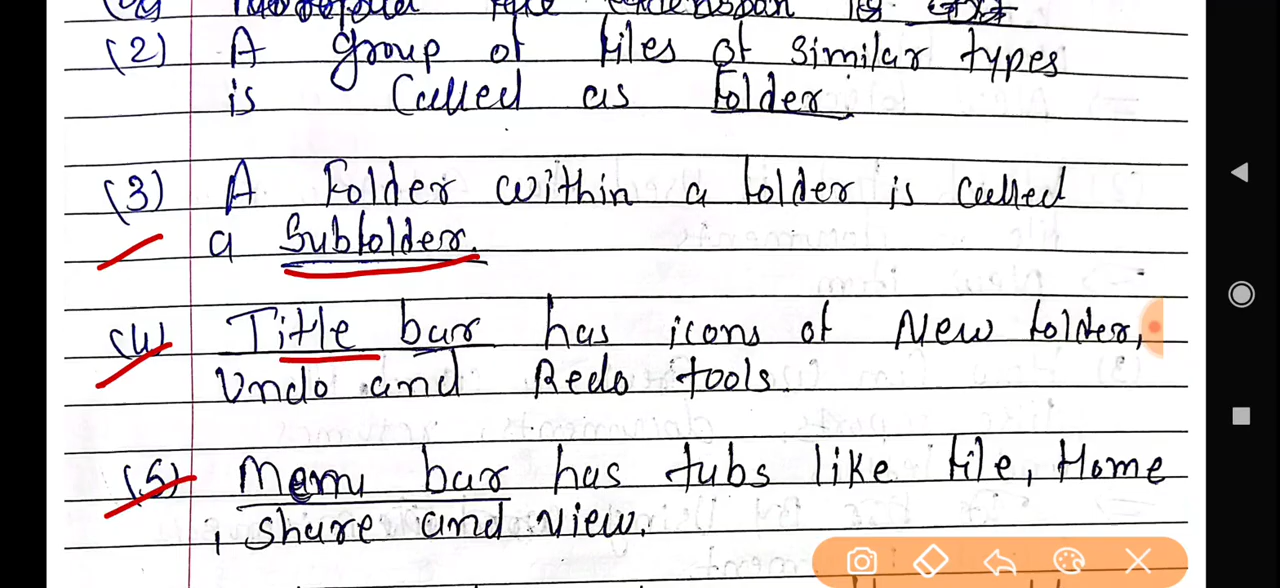 (2) A group of files of similar types
is called as Folder.
(3) A Folder within a folder is called
a Subfolder.
(4) Title bar has icons of New folder,
Undo and Redo tools.
(5) Menu bar has tabs like file, Home
, share and view.